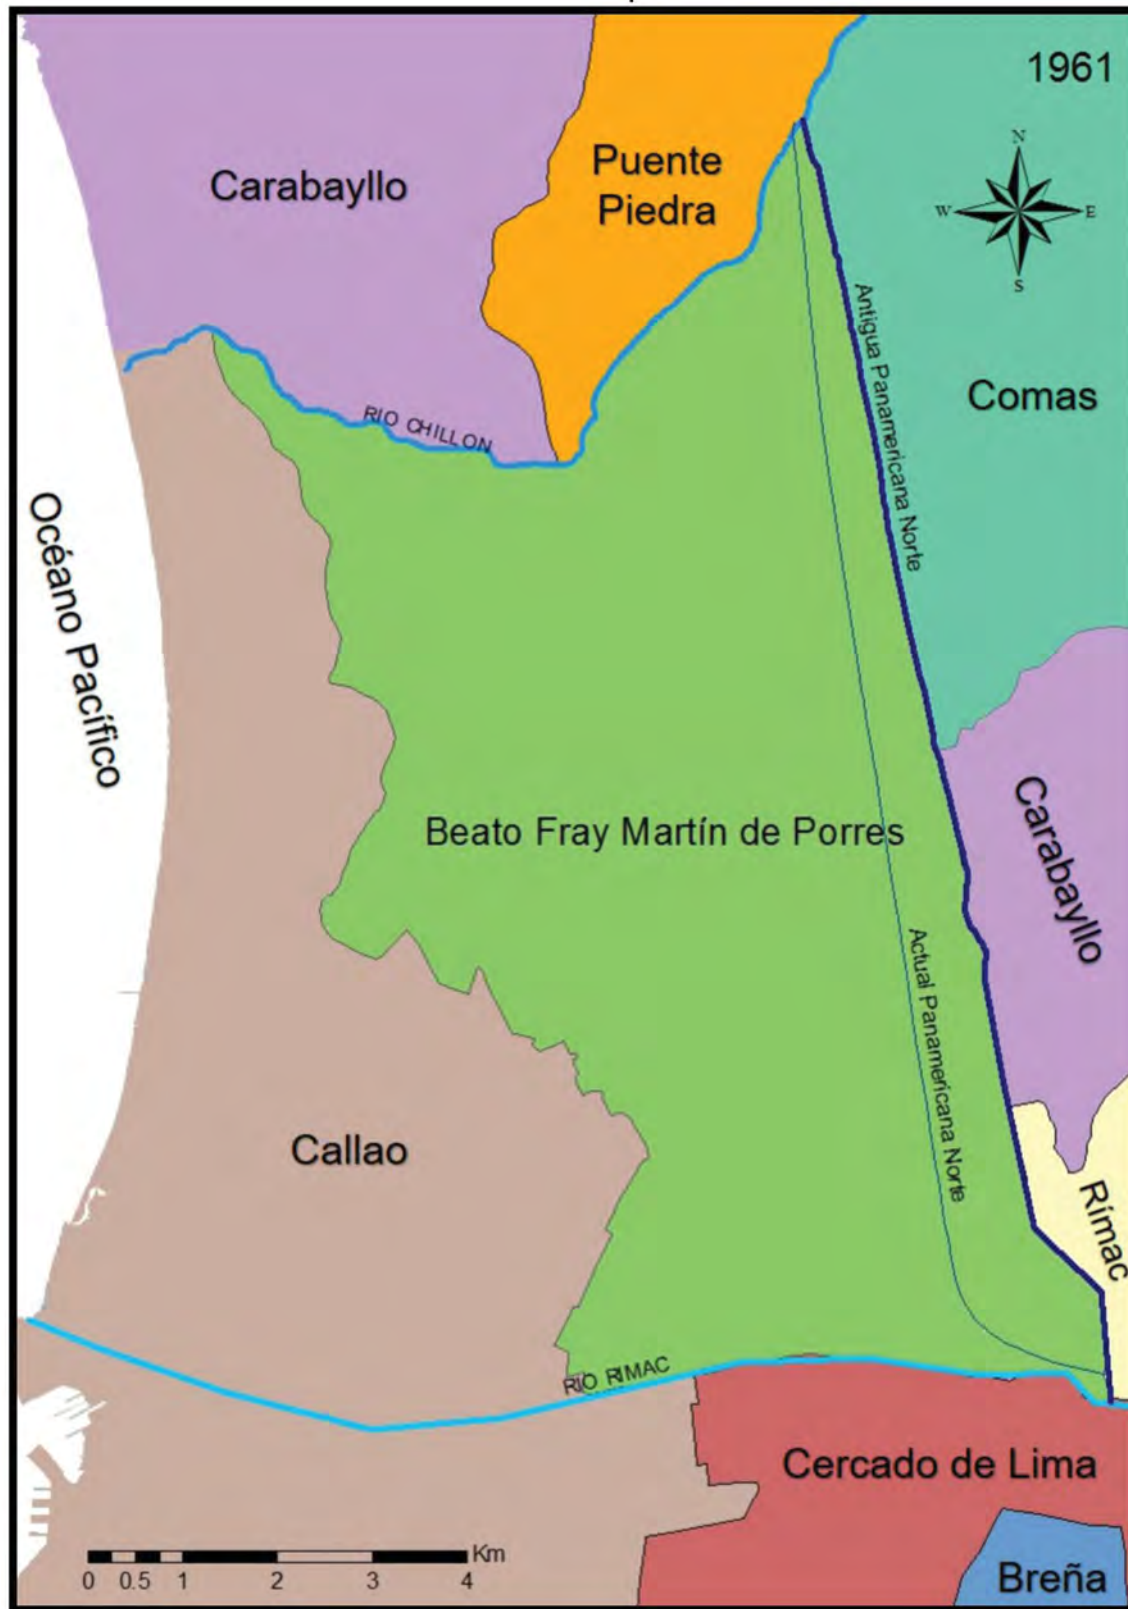 1961
N
W
E
S
Carabayllo
Puente
Piedra
Antigua Panamericana Norte
Comas
RIO CHILLON
Océano Pacífico
Carabayllo
Beato Fray Martín de Porres
Actual Panamericana Norte
Callao
Rímac
RIO RIMAC
Cercado de Lima
Breña
Km
0 0.5 1 2 3 4